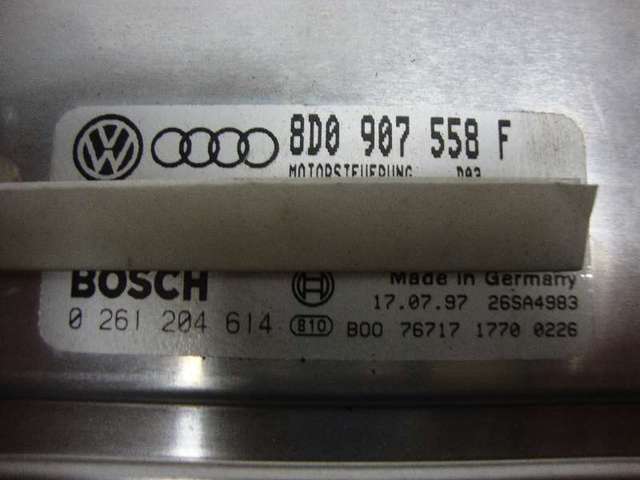 8D0 907 558 F
MOTORSTEUERUNG D03
BOSCH
Made in Germany
17.07.97 26SA4983
0 261 204 614 810 B00 76717 1770 0226